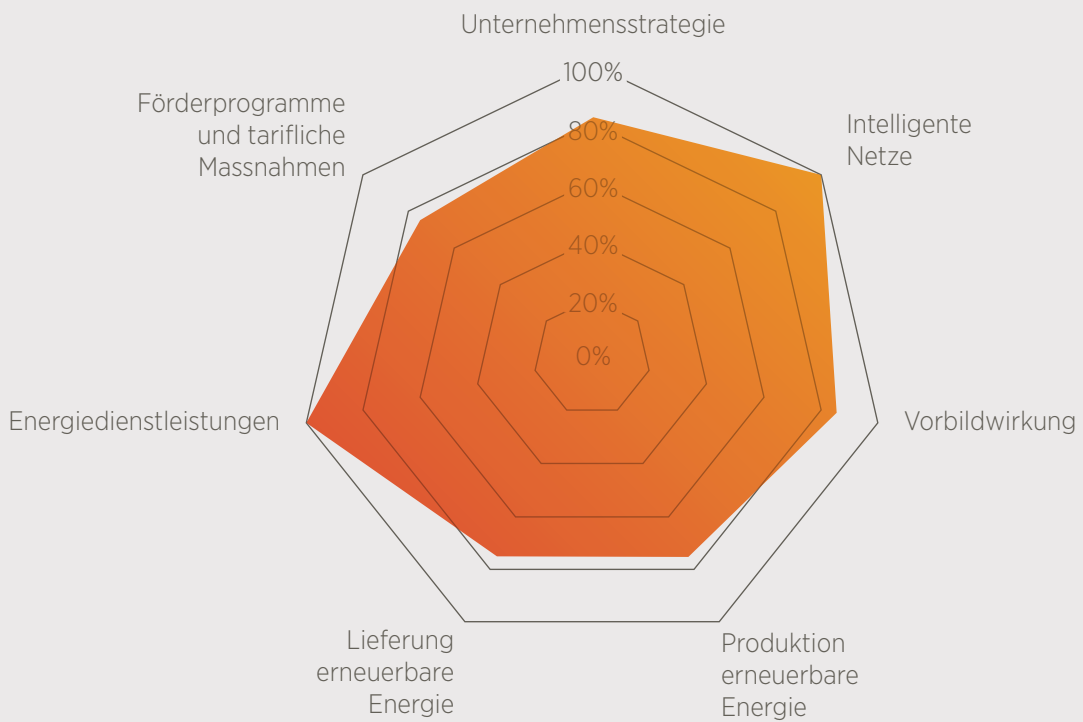 Unternehmensstrategie
100%
80%
60%
40%
20%
0%
Intelligente
Netze
Vorbildwirkung
Produktion
erneuerbare
Energie
Lieferung
erneuerbare
Energie
Energiedienstleistungen
Förderprogramme
und tarifliche
Massnahmen